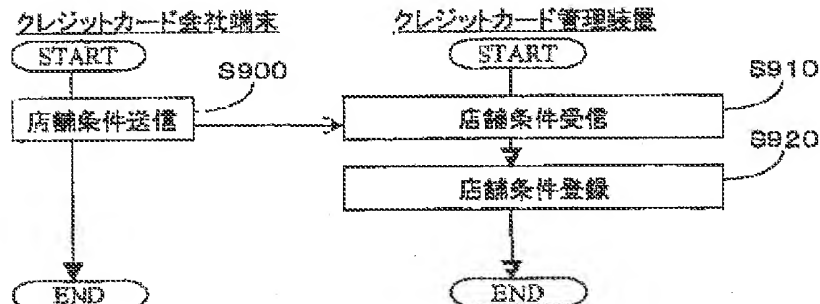 クレジットカード会社端末
クレジットカード管理装置
START
START
S900
S910
店舗条件送信
店舗条件受信
S920
店舗条件登録
END
END